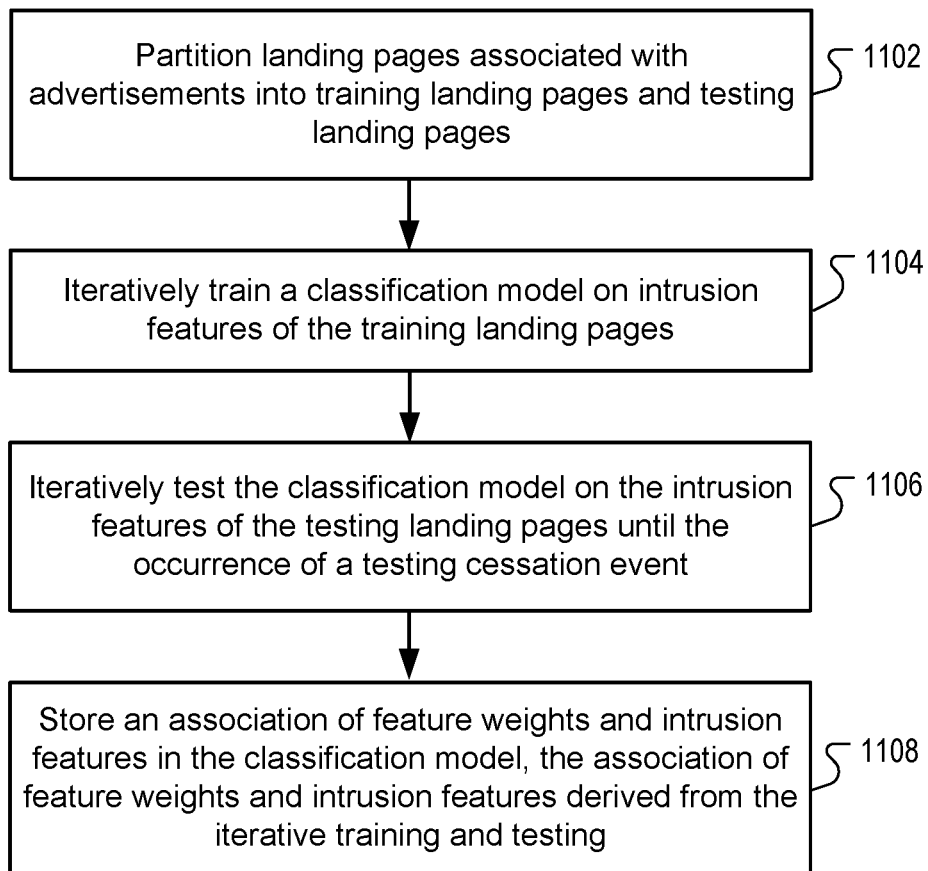 Partition landing pages associated with
advertisements into training landing pages and testing
landing pages
1102
Iteratively train a classification model on intrusion
features of the training landing pages
1104
Iteratively test the classification model on the intrusion
features of the testing landing pages until the
occurrence of a testing cessation event
1106
Store an association of feature weights and intrusion
features in the classification model, the association of
feature weights and intrusion features derived from the
iterative training and testing
1108